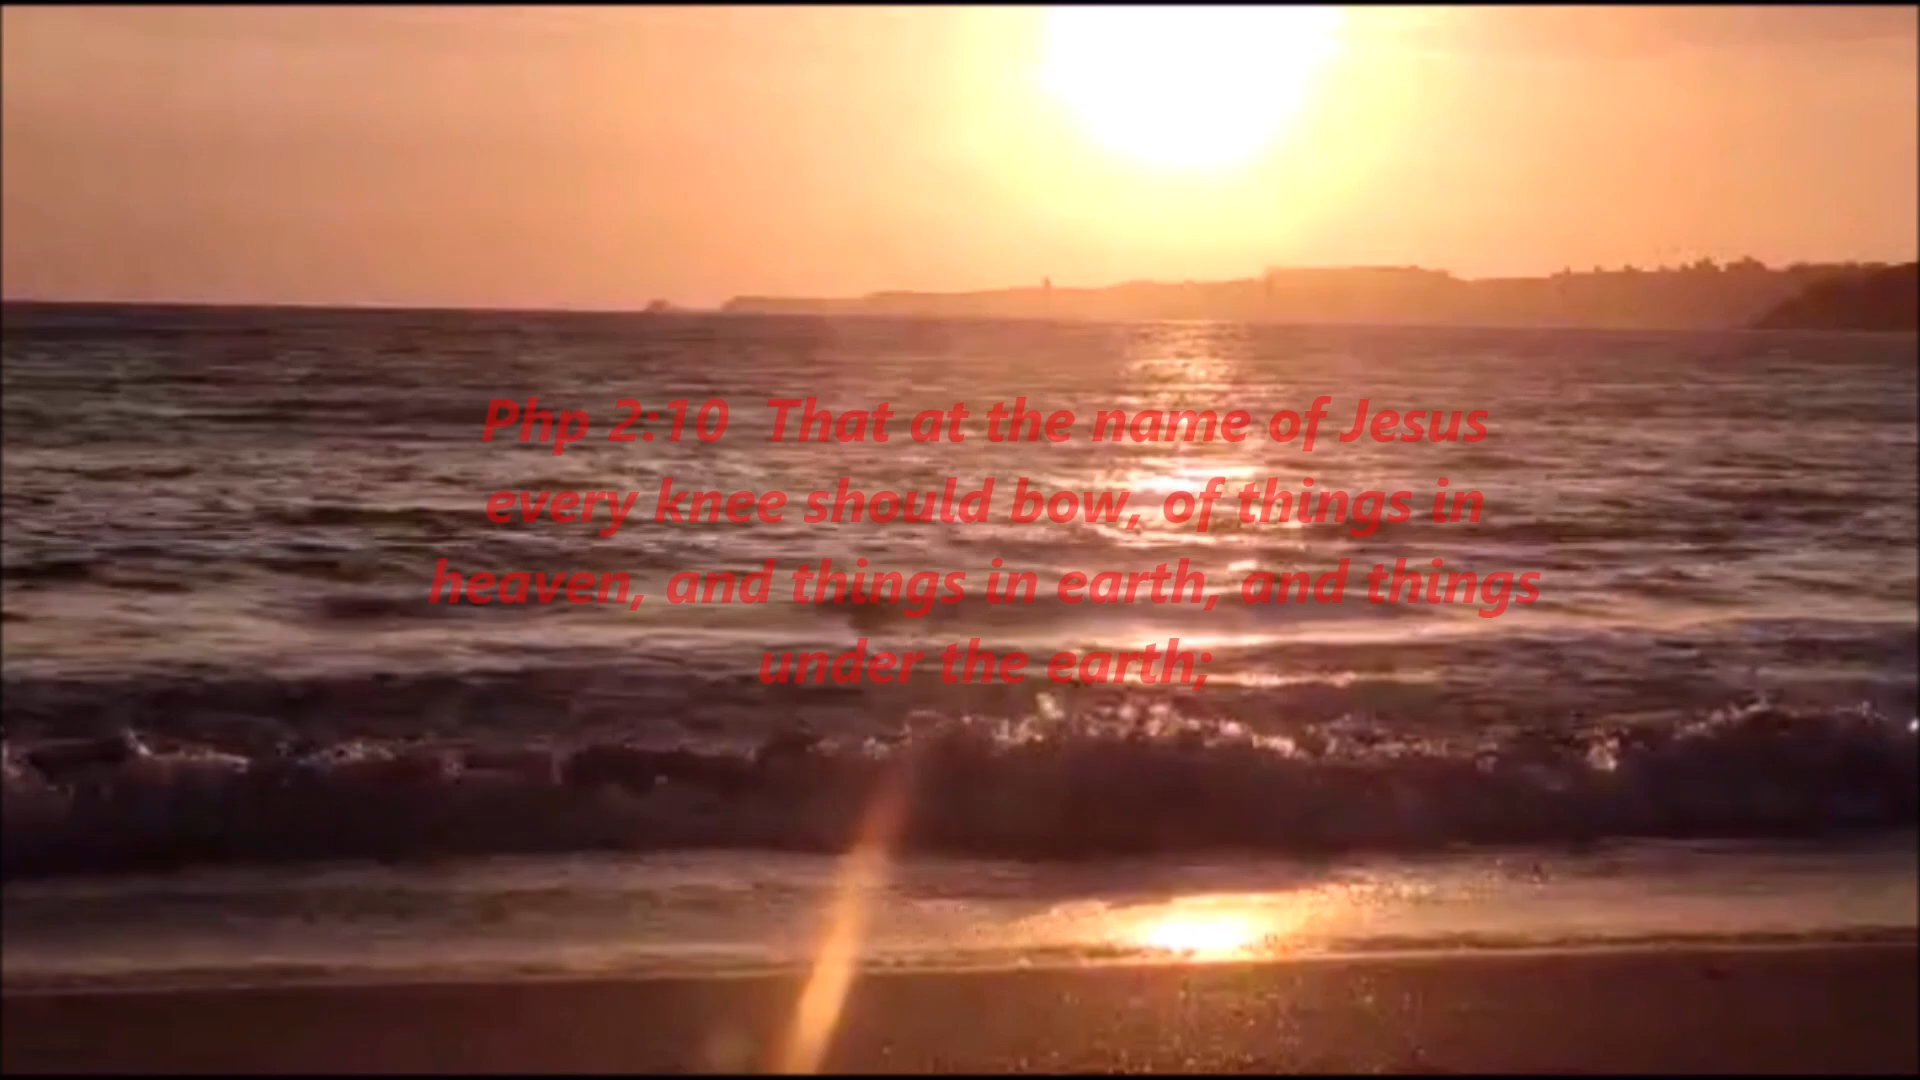 Php 2:10  That at the name of Jesus
every knee should bow, of things in
heaven, and things in earth, and things
under the earth;